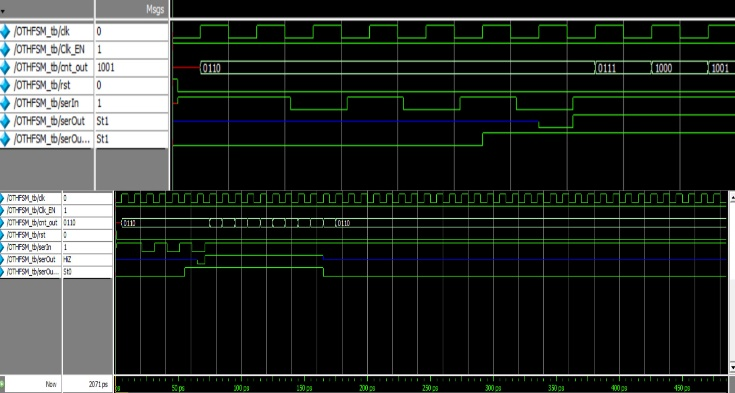 Msgs
/OTHFSM_tb/clk 0
/OTHFSM_tb/Clk_EN 1
/OTHFSM_tb/cnt_out 1001 0110 0111 1000 1001
/OTHFSM_tb/rst 0
/OTHFSM_tb/serIn 1
/OTHFSM_tb/serOut St1
/OTHFSM_tb/serOu... St1
/OTHFSM_tb/clk 0
/OTHFSM_tb/Clk_EN 1
/OTHFSM_tb/cnt_out 0110 0110 0110
/OTHFSM_tb/rst 0
/OTHFSM_tb/serIn 1
/OTHFSM_tb/serOut HiZ
/OTHFSM_tb/serOu... St0
Now 2071 ps ps 50 ps 100 ps 150 ps 200 ps 250 ps 300 ps 350 ps 400 ps 450 ps